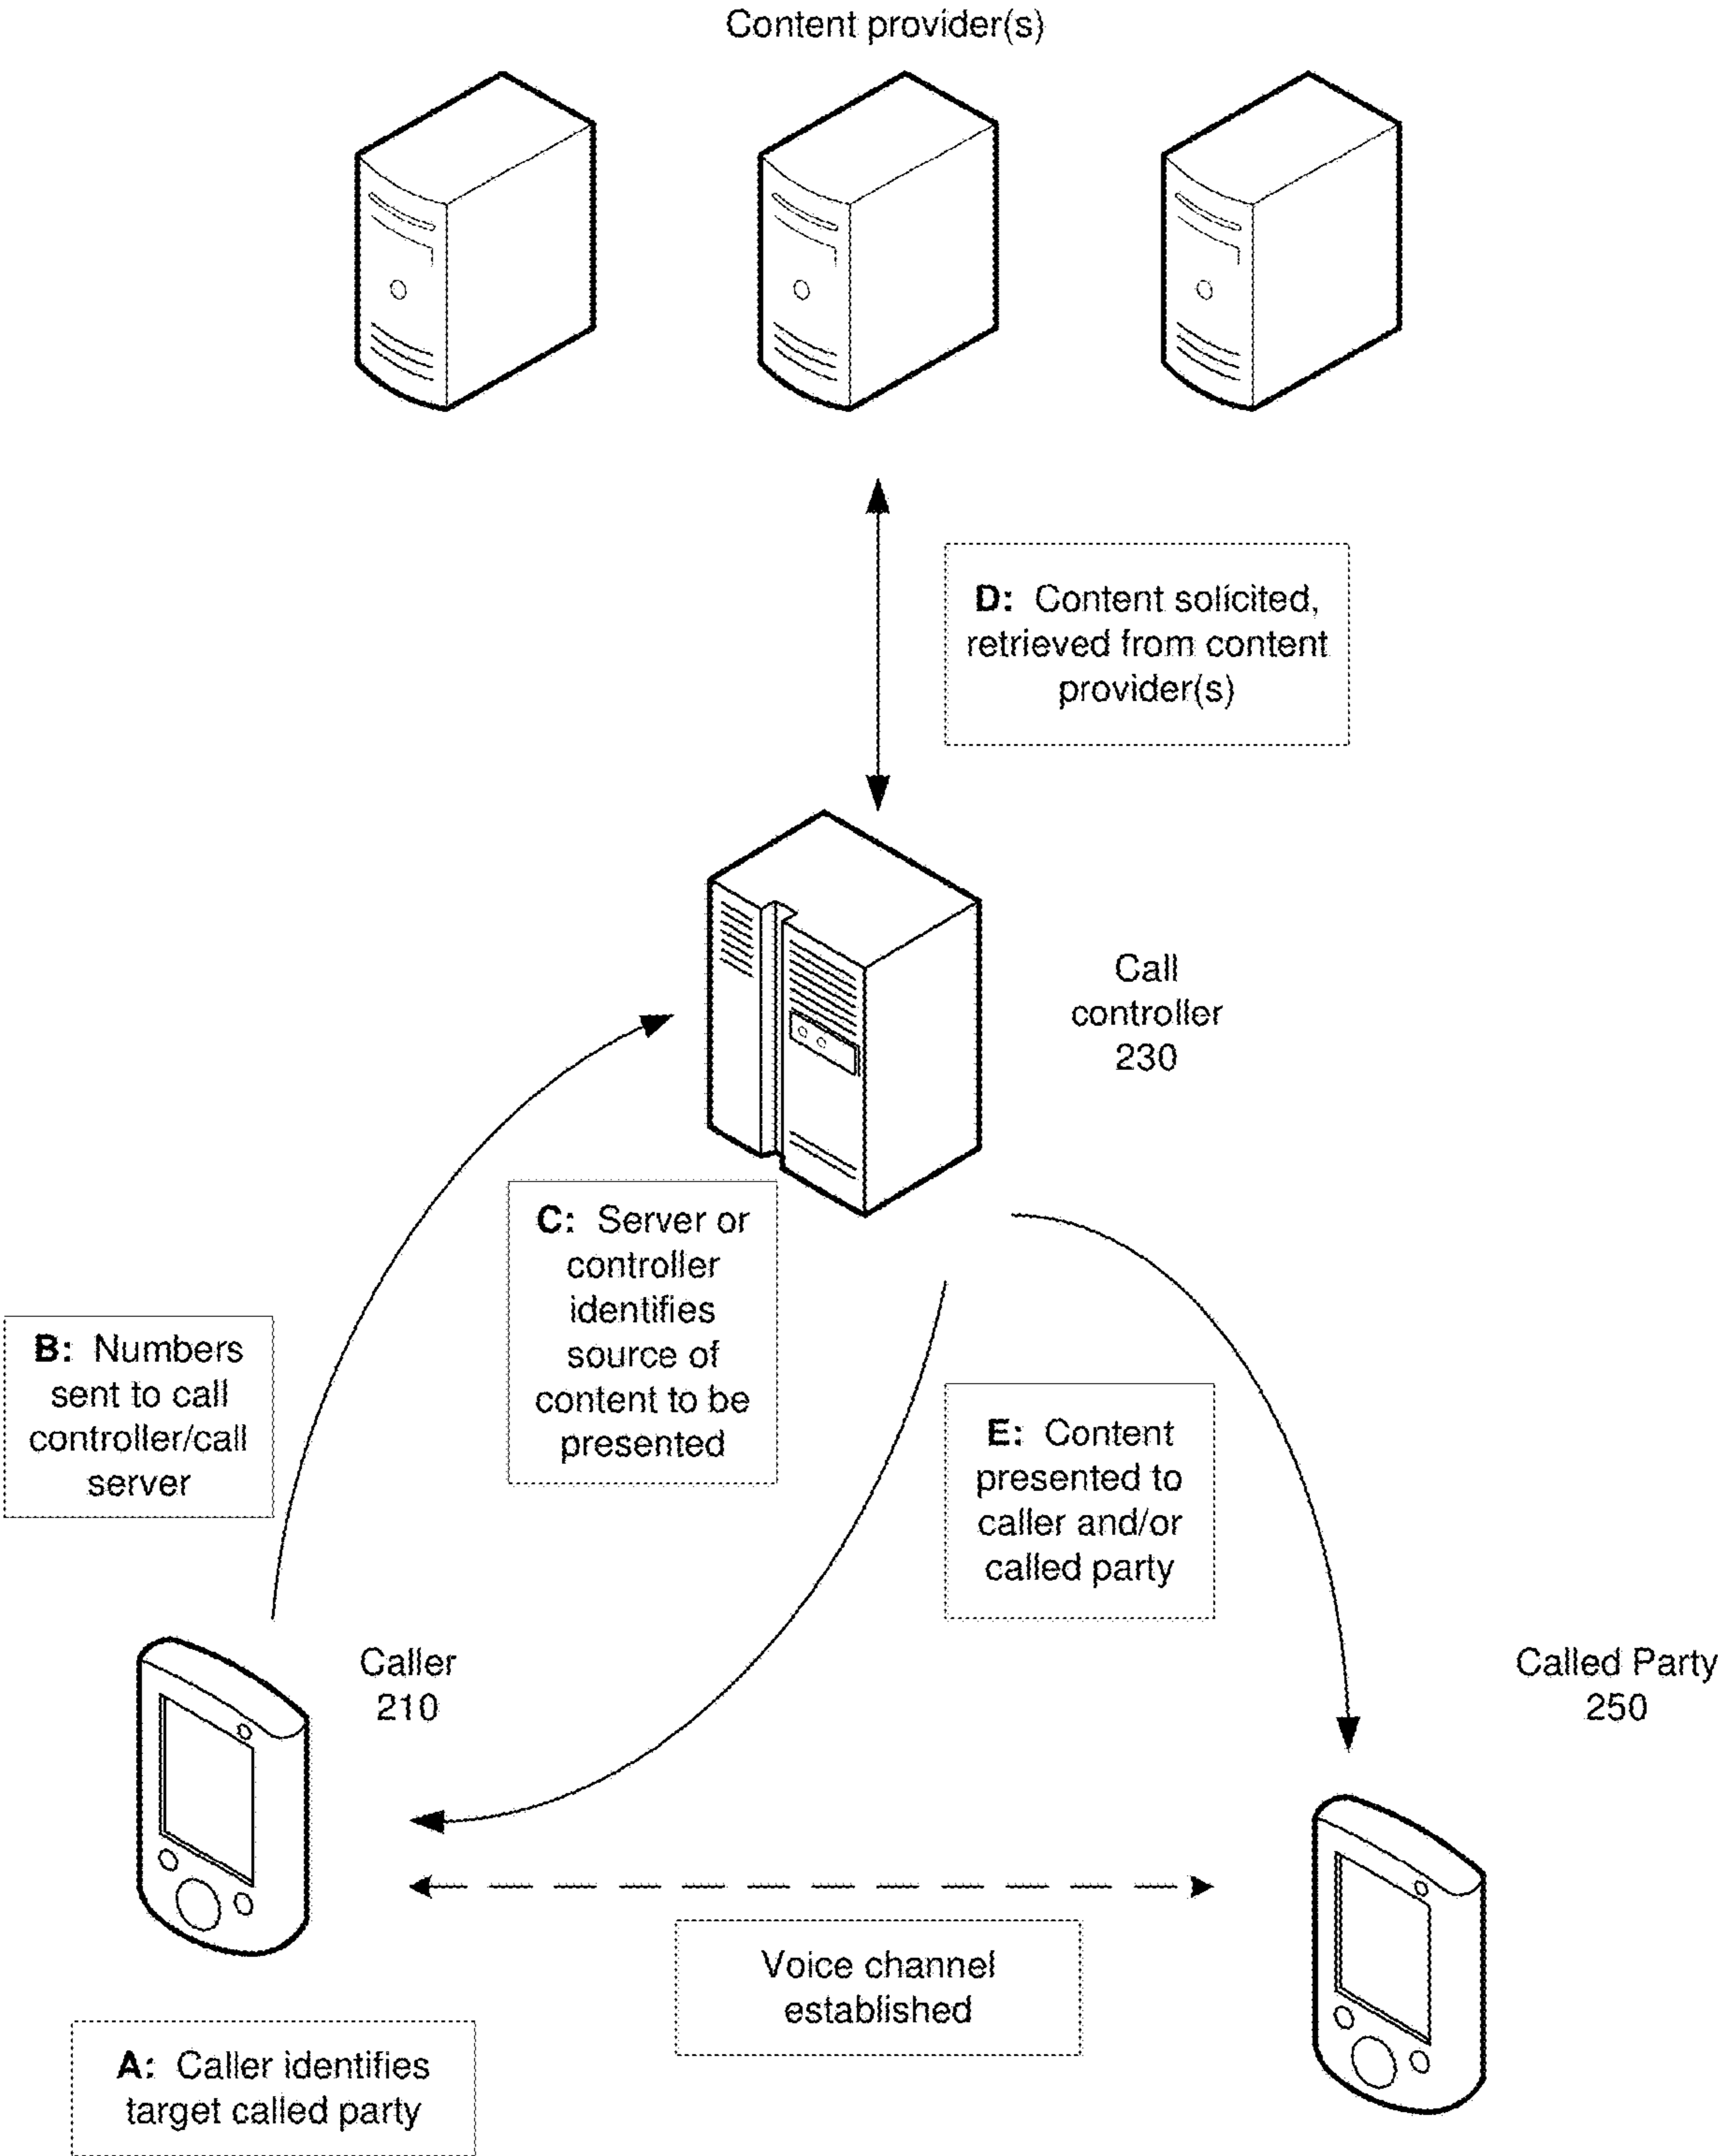 Content provider(s)
D: Content solicited,
retrieved from content
provider(s)
Call
controller
230
C: Server or
controller
identifies
source of
content to be
presented
B: Numbers
sent to call
controller/call
server
E: Content
presented to
caller and/or
called party
Caller
210
Called Party
250
Voice channel
established
A: Caller identifies
target called party